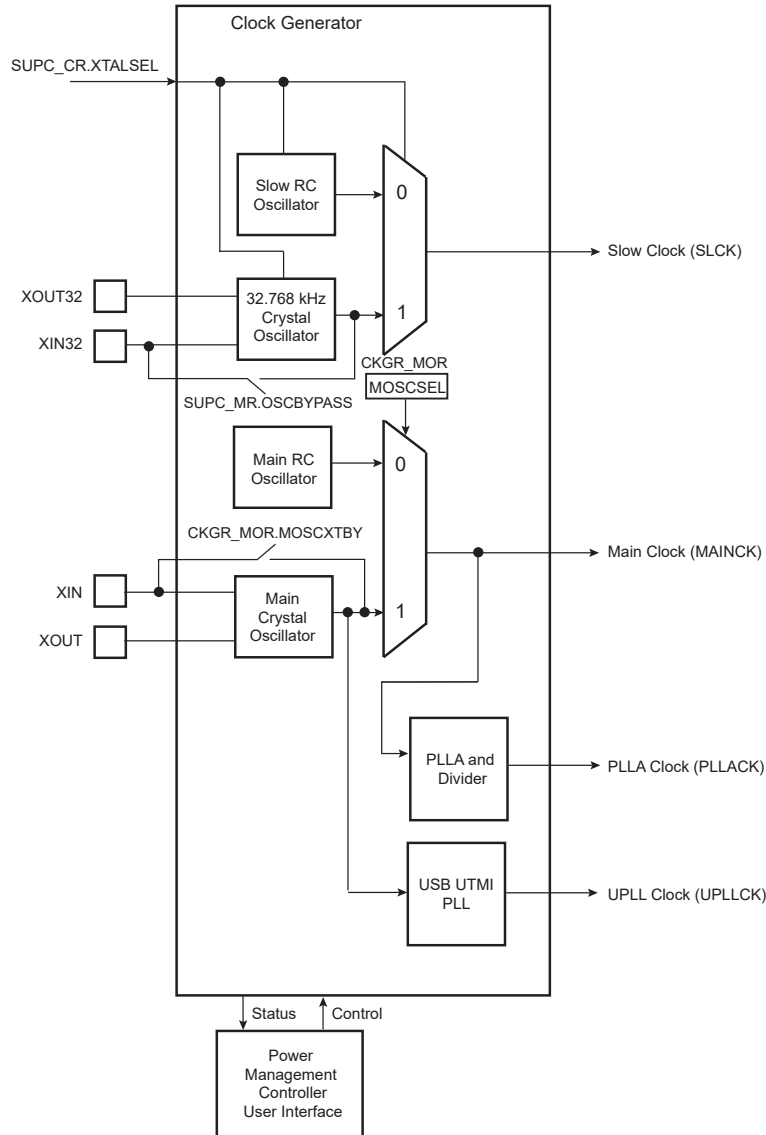 Clock Generator
SUPC_CR.XTALSEL
Slow RC
Oscillator
0
Slow Clock (SLCK)
XOUT32
32.768 kHz
Crystal
Oscillator
1
XIN32
CKGR_MOR
MOSCSEL
SUPC_MR.OSCBYPASS
Main RC
Oscillator
0
CKGR_MOR.MOSCXTBY
Main Clock (MAINCK)
XIN
Main
Crystal
Oscillator
1
XOUT
PLLA and
Divider
PLLA Clock (PLLACK)
USB UTMI
PLL
UPLL Clock (UPLLCK)
Status
Control
Power
Management
Controller
User Interface